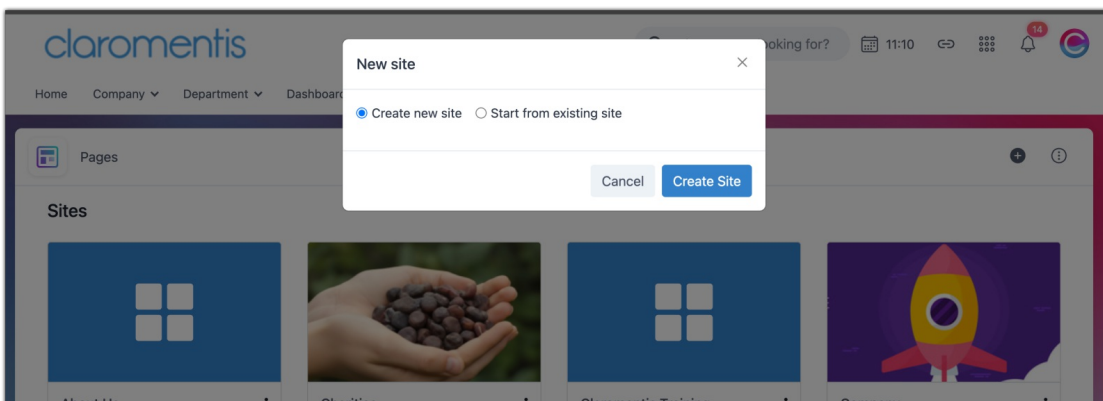 claromentis
oking for?
11:10
14
New site
Home
Company
Department
Create new site
Start from existing site
Pages
Cancel
Create Site
Sites